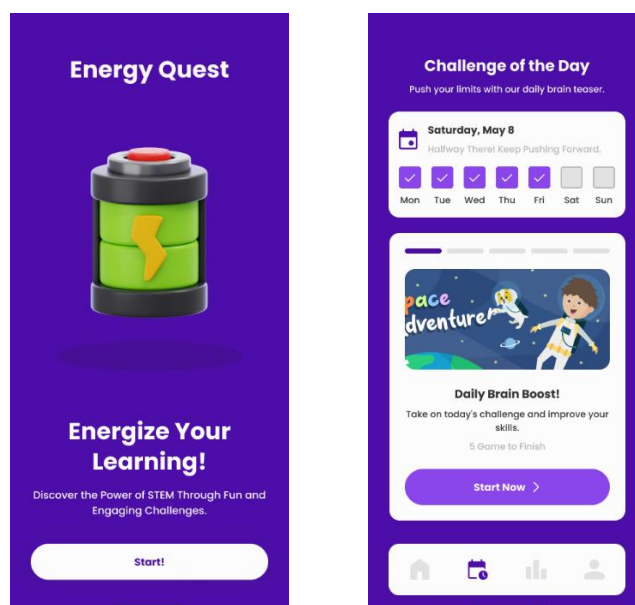 Energy Quest
Energize Your
Learning!
Discover the Power of STEM Through Fun and
Engaging Challenges.
Start!
Challenge of the Day
Push your limits with our daily brain teaser.
Saturday, May 8
Halfway There! Keep Pushing Forward.
Mon Tue Wed Thu Fri Sat Sun
pace
dventure
Daily Brain Boost!
Take on today's challenge and improve your
skills.
5 Game to Finish
Start Now